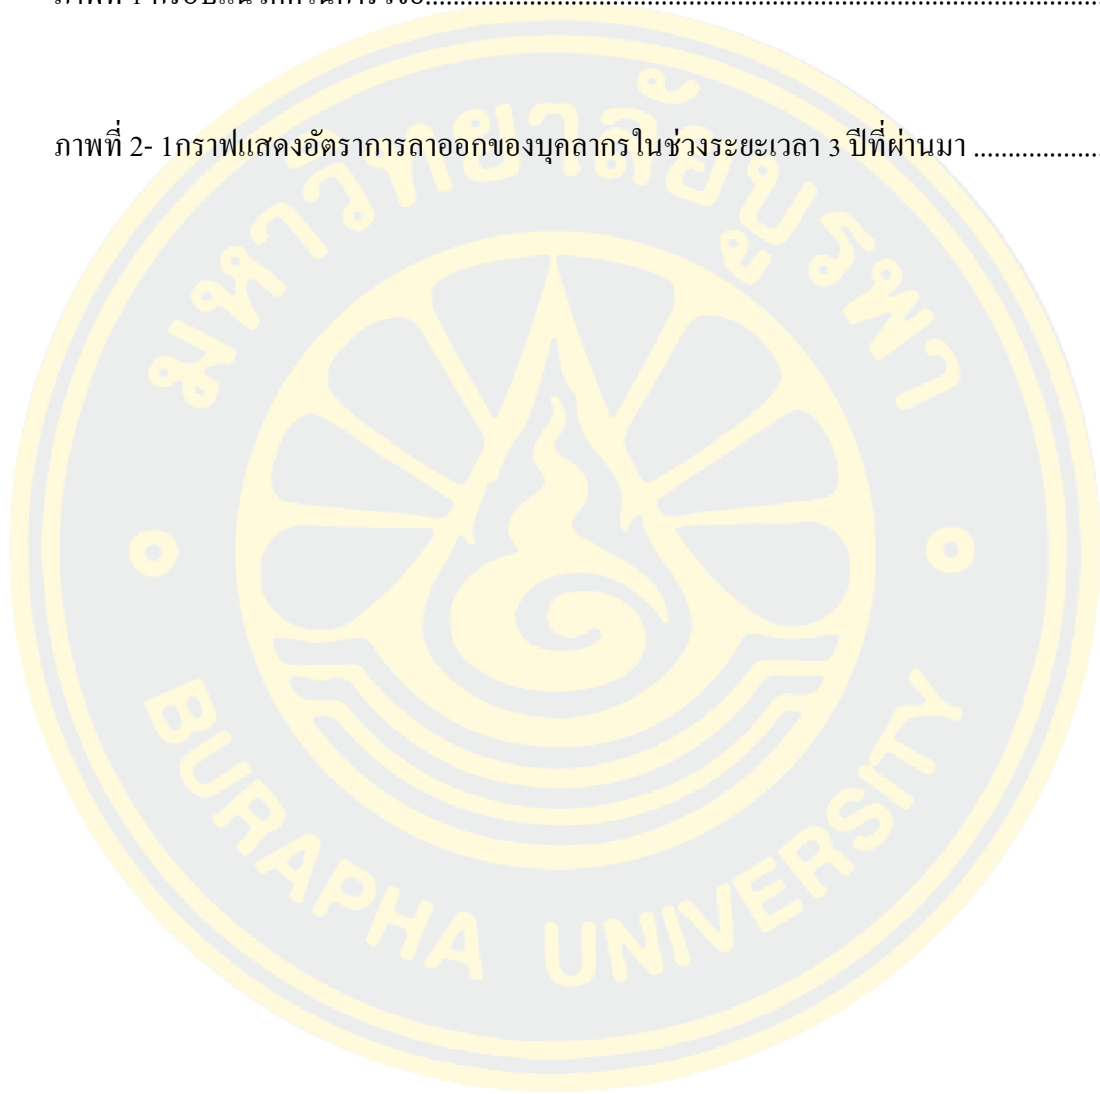 ภาพที่ 2- 1กราฟแสดงอัตราการลาออกของบุคลากรในช่วงระยะเวลา 3 ปีที่ผ่านมา ..................
มหาวิทยาลัยบูรพา
BURAPHA UNIVERSITY